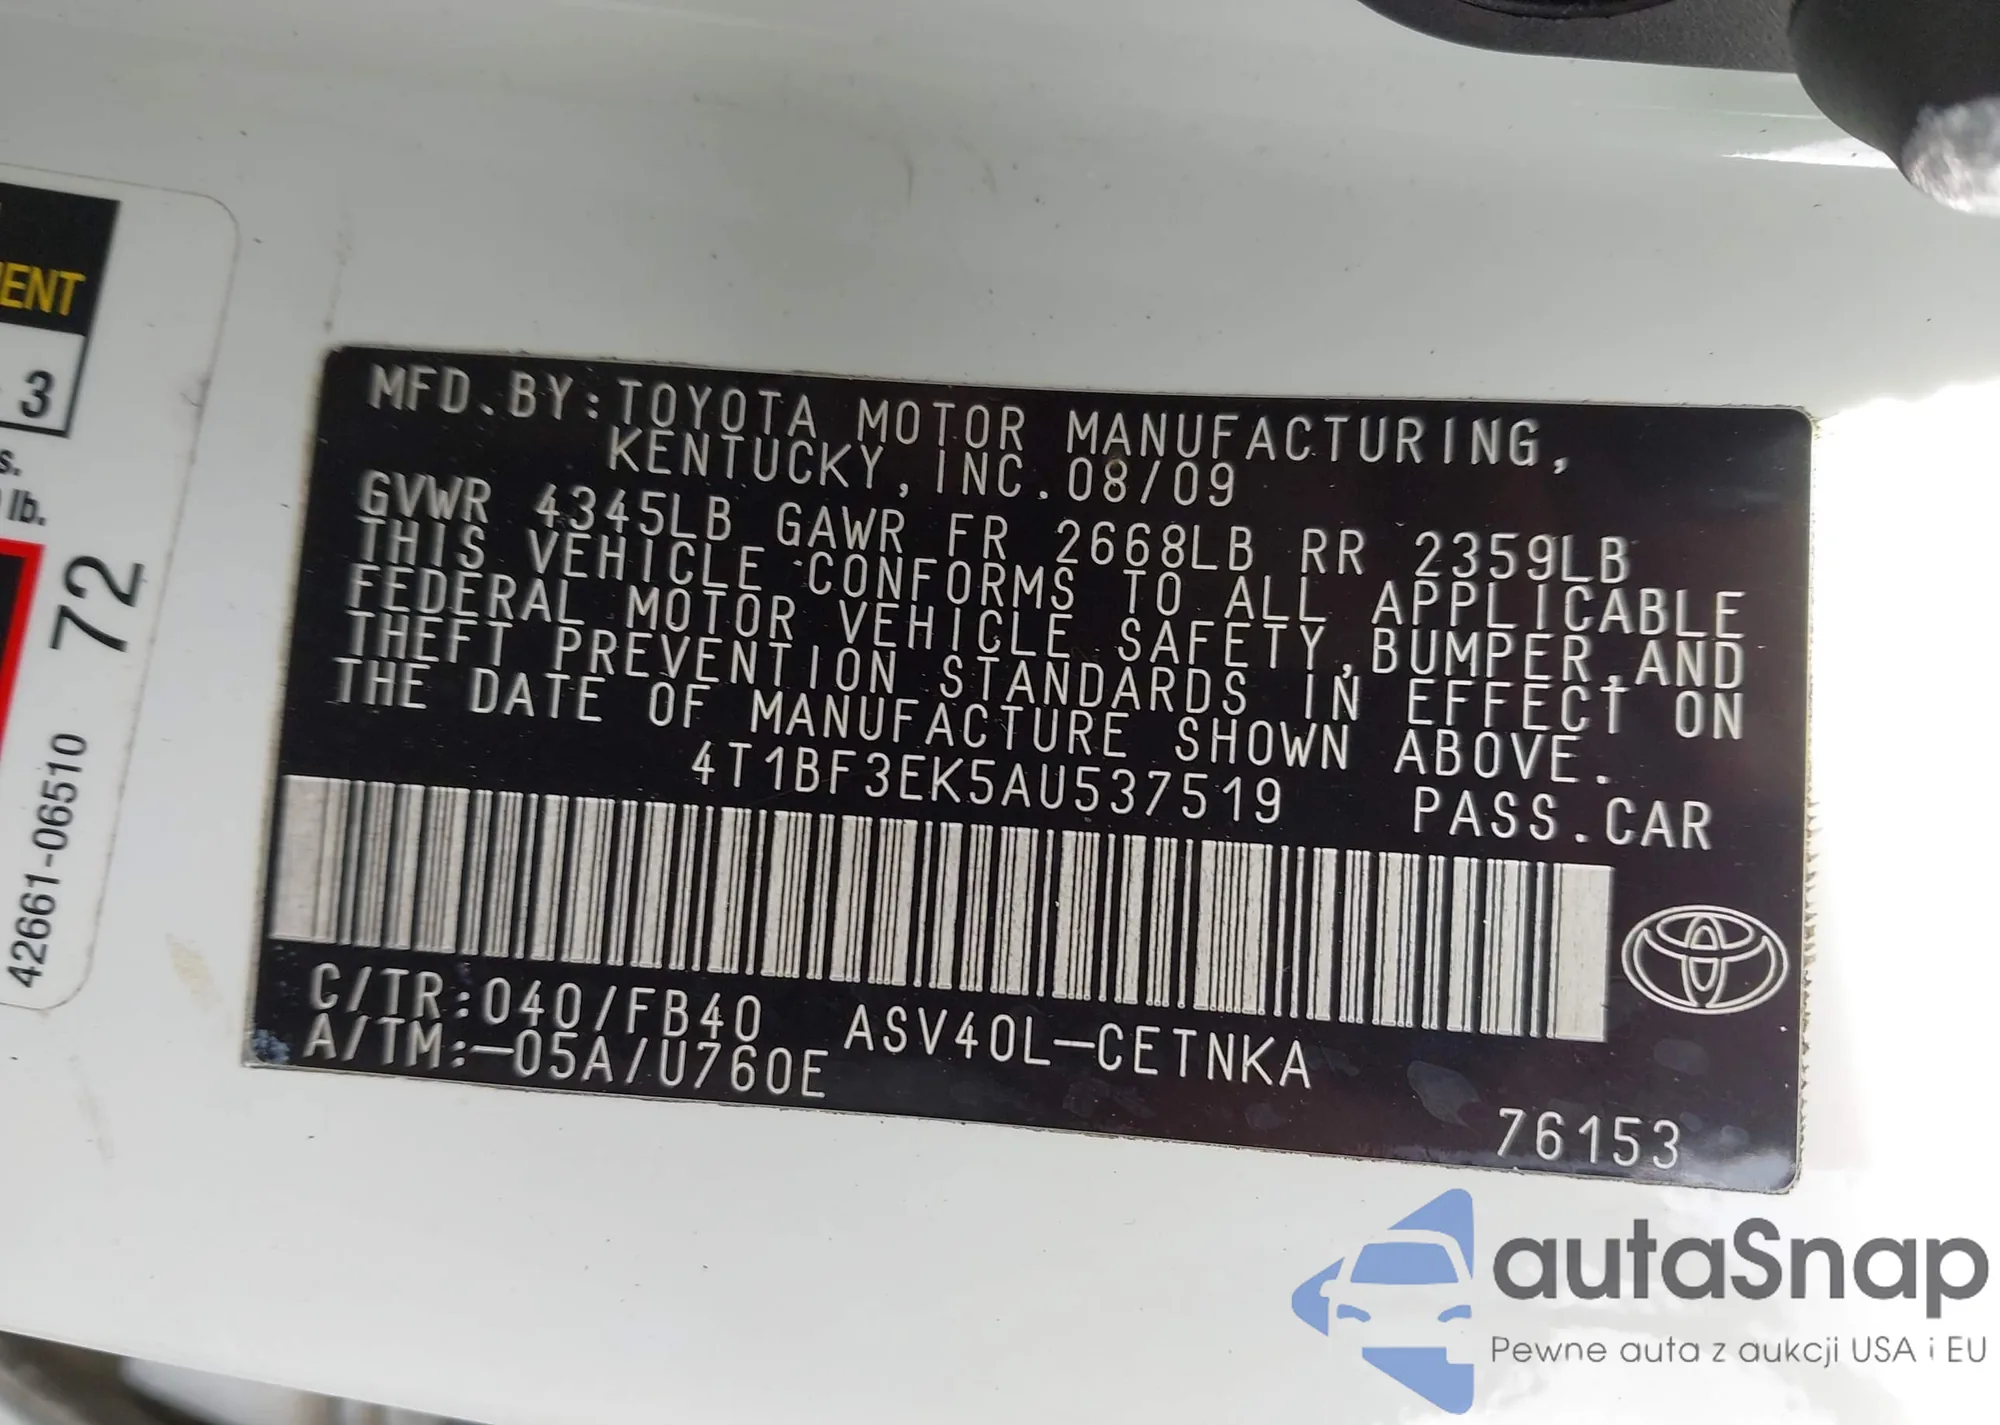 ENT
3
s.
lb.
72
42661-06510
MFD.BY:TOYOTA MOTOR MANUFACTURING,
KENTUCKY,INC.08/09
GVWR 4345LB GAWR FR 2668LB RR 2359LB
THIS VEHICLE CONFORMS TO ALL APPLICABLE
FEDERAL MOTOR VEHICLE SAFETY,BUMPER,AND
THEFT PREVENTION STANDARDS IN EFFECT ON
THE DATE OF MANUFACTURE SHOWN ABOVE.
4T1BF3EK5AU537519 PASS.CAR
C/TR:040/FB40 ASV40L-CETNKA
A/TM:-05A/U760E
76153
autaSnap
Pewne auta z aukcji USA i EU